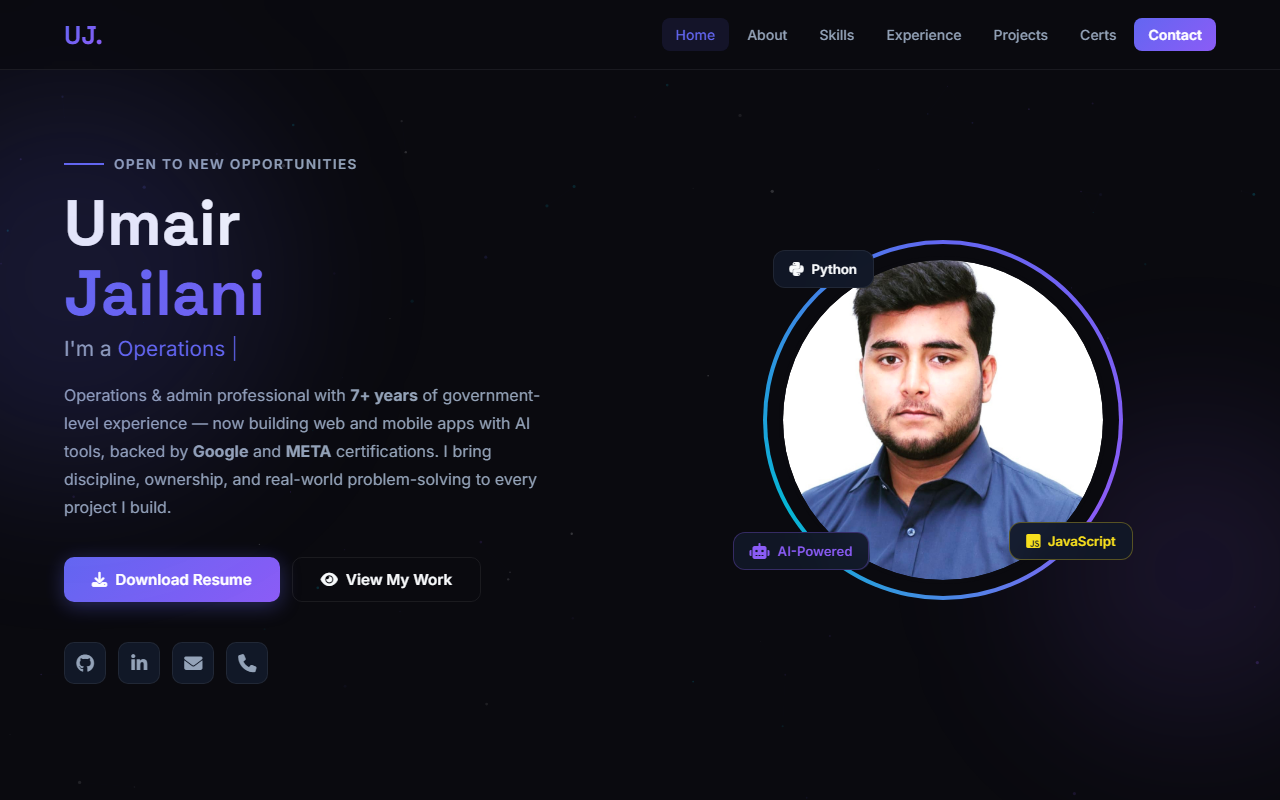 UJ.
Home About Skills Experience Projects Certs Contact
OPEN TO NEW OPPORTUNITIES
Umair
Jailani
I'm a Operations |
Operations & admin professional with 7+ years of government-
level experience — now building web and mobile apps with AI
tools, backed by Google and META certifications. I bring
discipline, ownership, and real-world problem-solving to every
project I build.
Download Resume View My Work
Python
AI-Powered
JS JavaScript